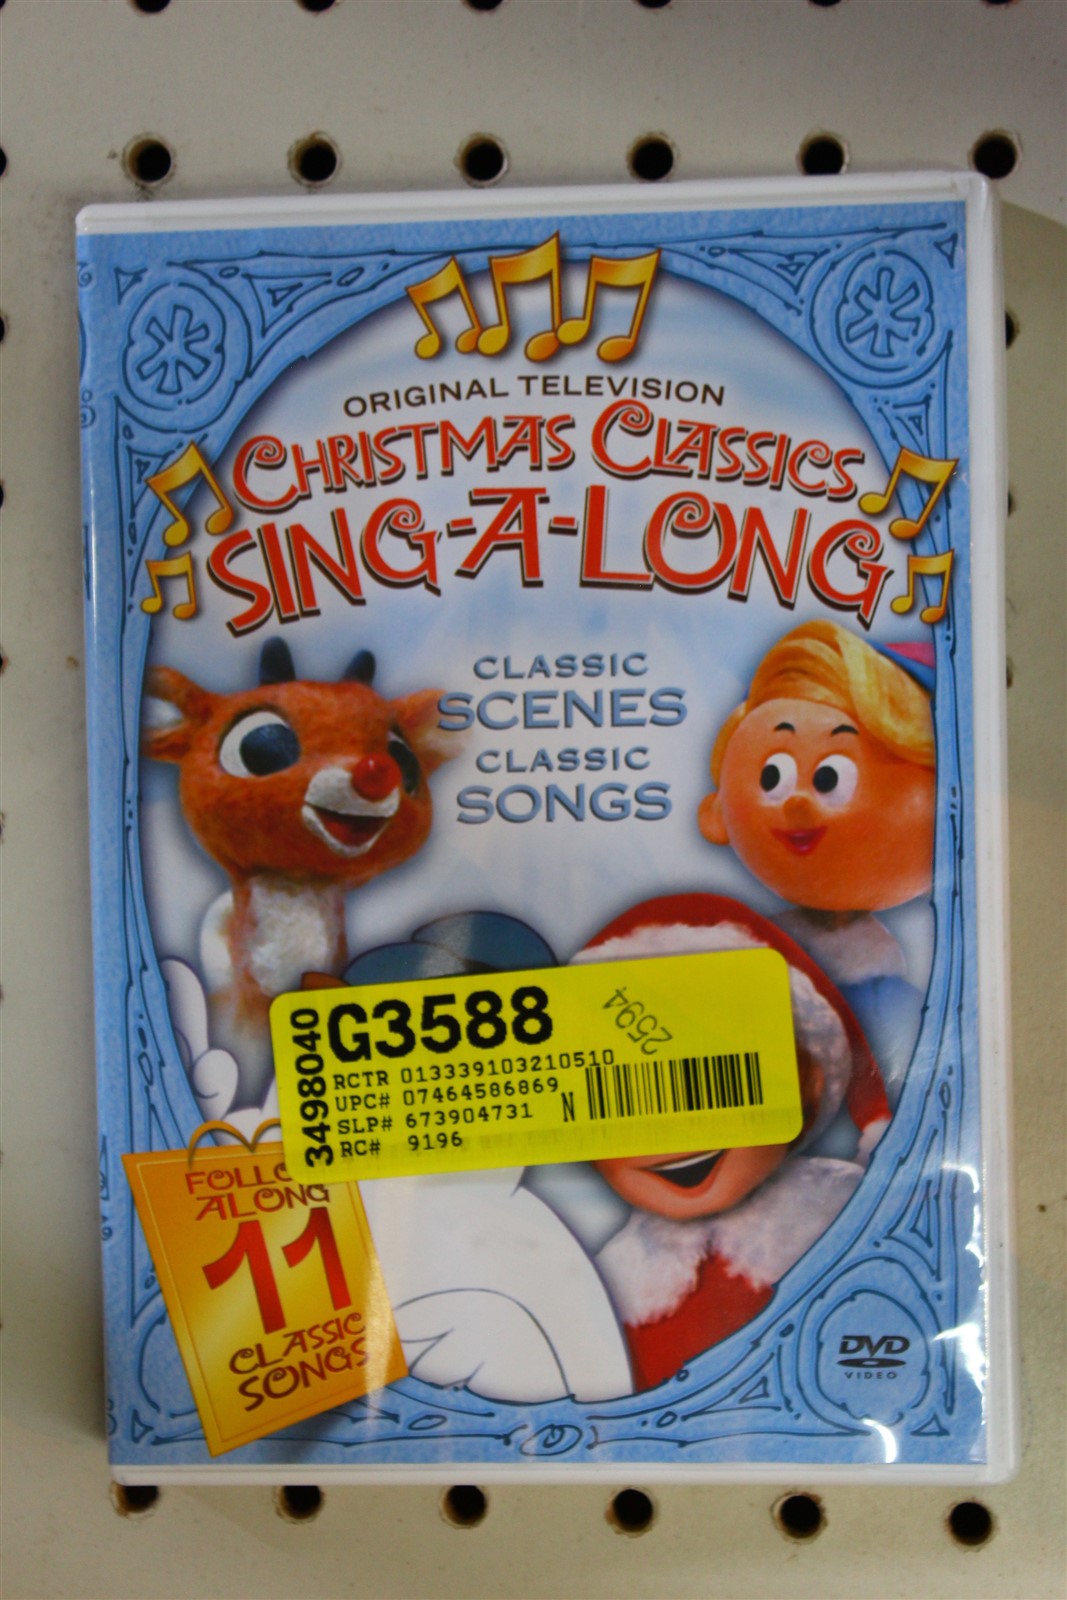 ORIGINAL TELEVISION
CHRISTMAS CLASSICS
SING-A-LONG
CLASSIC
SCENES
CLASSIC
SONGS
3498040
G3588
2594
RCTR 013339103210510
UPC# 07464586869
SLP# 673904731
N
RC# 9196
FOLLO
ALONG
11
CLASSIC
SONGS
DVD
VIDEO